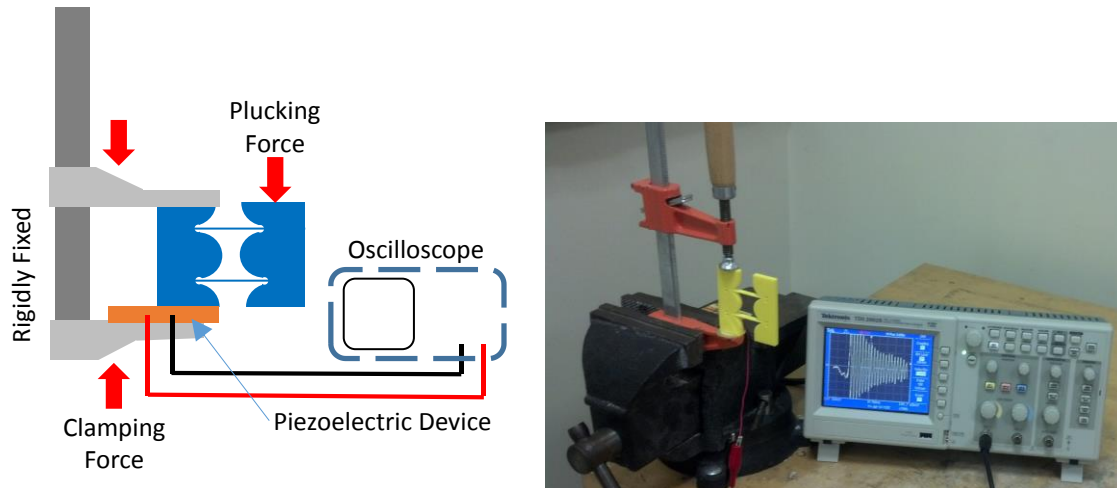 Plucking
Force
Rigidly Fixed
Oscilloscope
Clamping
Force
Piezoelectric Device
Tektronix